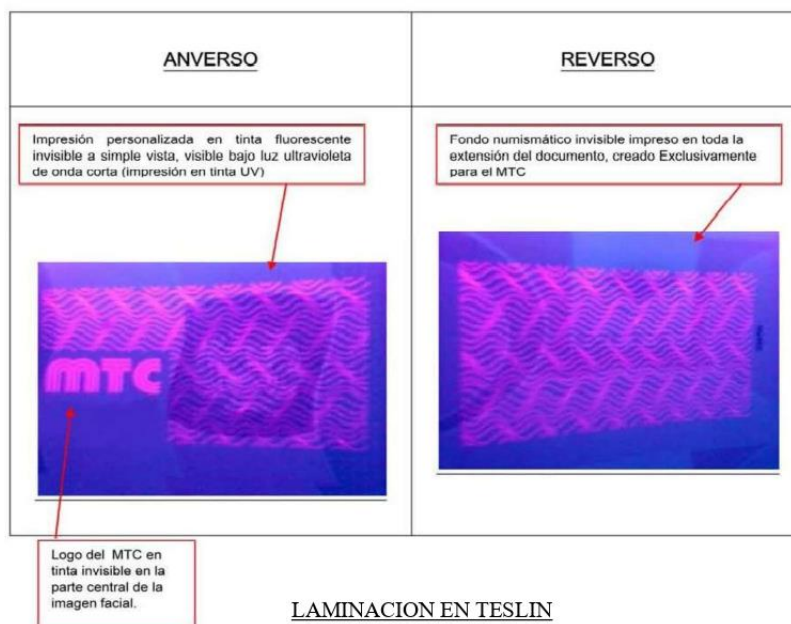 ANVERSO
REVERSO
Impresión personalizada en tinta fluorescente
invisible a simple vista, visible bajo luz ultravioleta
de onda corta (impresión en tinta UV)
Fondo numismático invisible impreso en toda la
extensión del documento, creado Exclusivamente
para el MTC
MTC
Logo del MTC en
tinta invisible en la
parte central de la
imagen facial.
LAMINACION EN TESLIN